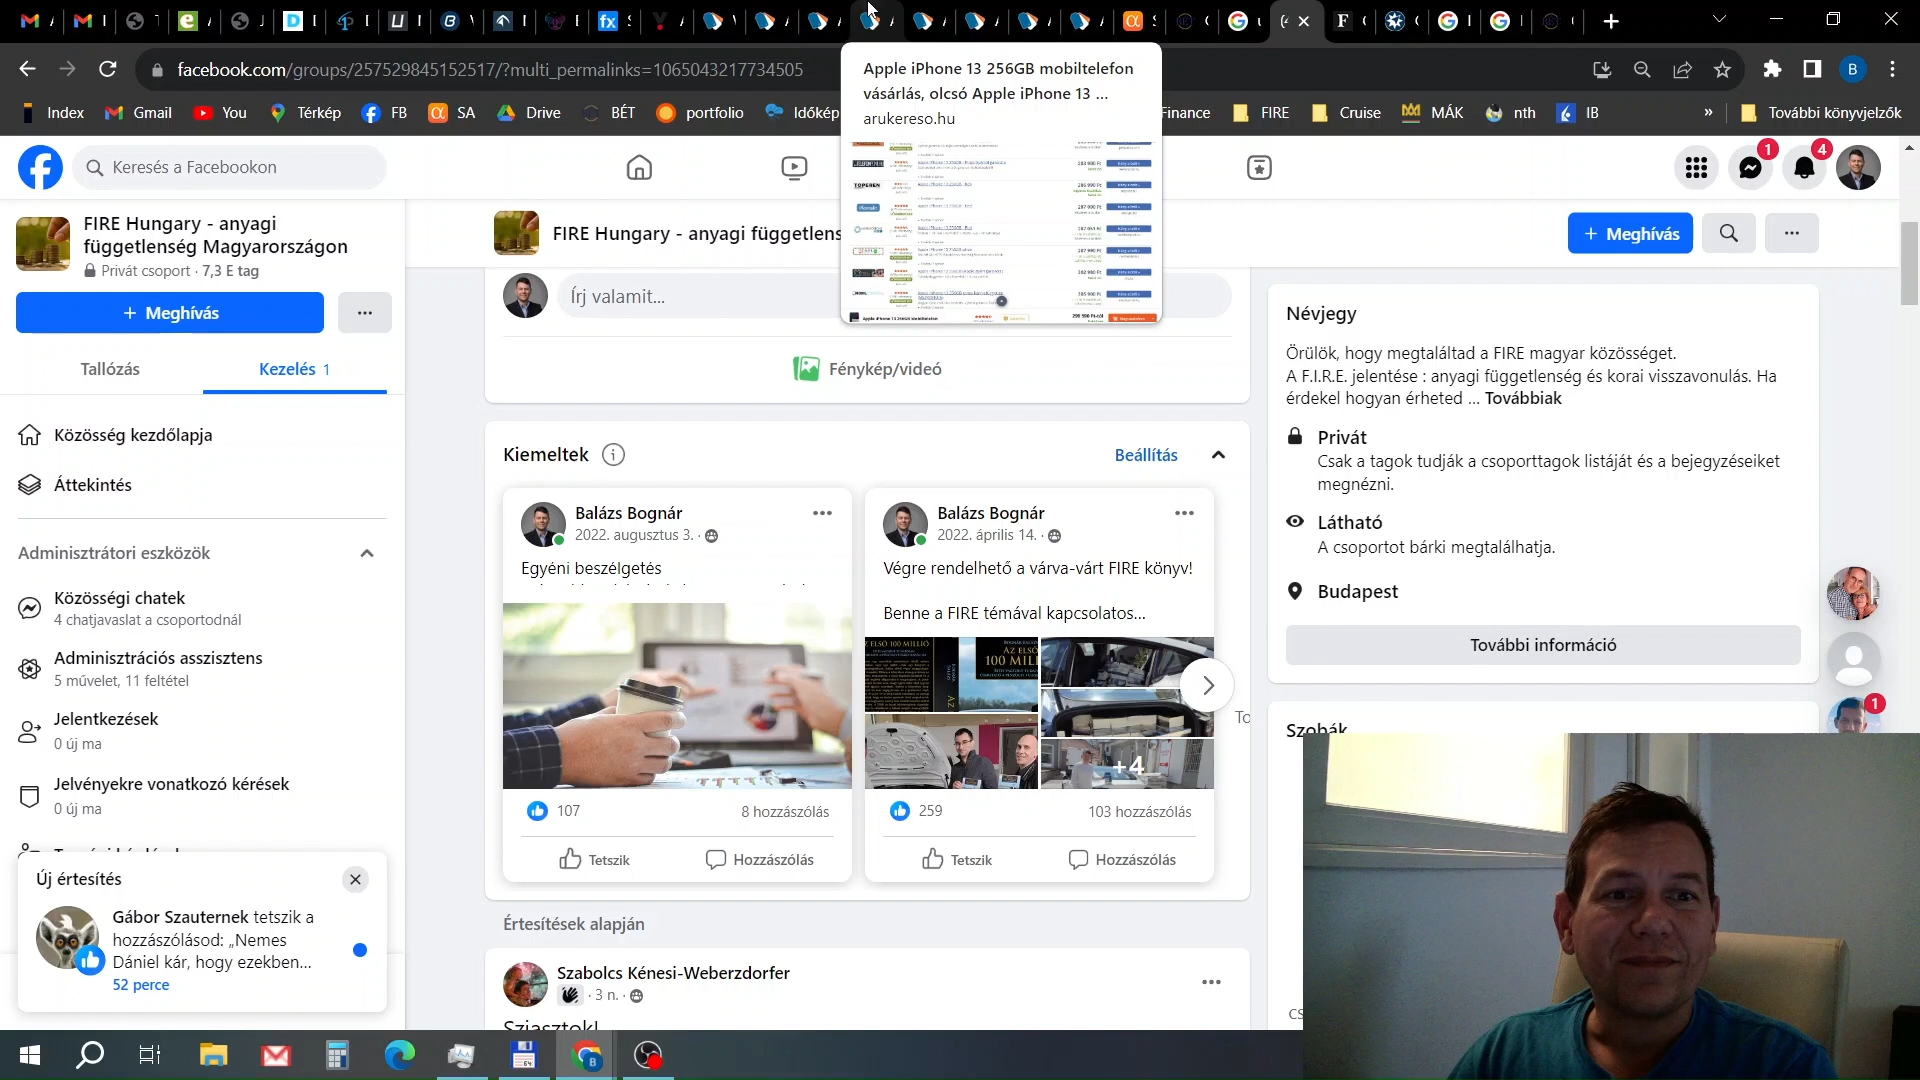 facebook.com/groups/257529845152517/?multi_permalinks=1065043217734505
B
Index
Gmail
You
Térkép
FB
SA
Drive
BÉT
portfolio
Időkép
Finance
FIRE
Cruise
MÁK
nth
IB
»
További könyvjelzők
Apple iPhone 13 256GB mobiltelefon
vásárlás, olcsó Apple iPhone 13 ...
arukereso.hu
Keresés a Facebookon
1
4
FIRE Hungary - anyagi
függetlenség Magyarországon
Privát csoport · 7,3 E tag
+ Meghívás
...
Tallózás
Kezelés 1
Közösség kezdőlapja
Áttekintés
Adminisztrátori eszközök
Közösségi chatek
4 chatjavaslat a csoportodnál
Adminisztrációs asszisztens
5 művelet, 11 feltétel
Jelentkezések
0 új ma
Jelvényekre vonatkozó kérések
0 új ma
Új értesítés
Gábor Szauternek tetszik a
hozzászólásod: „Nemes
Dániel kár, hogy ezekben...
52 perce
FIRE Hungary - anyagi függetlens
+ Meghívás
...
Írj valamit...
Fénykép/videó
Kiemeltek
Beállítás
Balázs Bognár
2022. augusztus 3. ·
Egyéni beszélgetés
107
8 hozzászólás
Tetszik
Hozzászólás
Balázs Bognár
2022. április 14. ·
Végre rendelhető a várva-várt FIRE könyv!
Benne a FIRE témával kapcsolatos...
+4
259
103 hozzászólás
Tetszik
Hozzászólás
Értesítések alapján
Szabolcs Kénesi-Weberzdorfer
· 3 n. ·
Sziasztok!
Névjegy
Örülök, hogy megtaláltad a FIRE magyar közösséget.
A F.I.R.E. jelentése : anyagi függetlenség és korai visszavonulás. Ha
érdekel hogyan érheted ... Továbbiak
Privát
Csak a tagok tudják a csoporttagok listáját és a bejegyzéseiket
megnézni.
Látható
A csoportot bárki megtalálhatja.
Budapest
További információ
Szobák
1